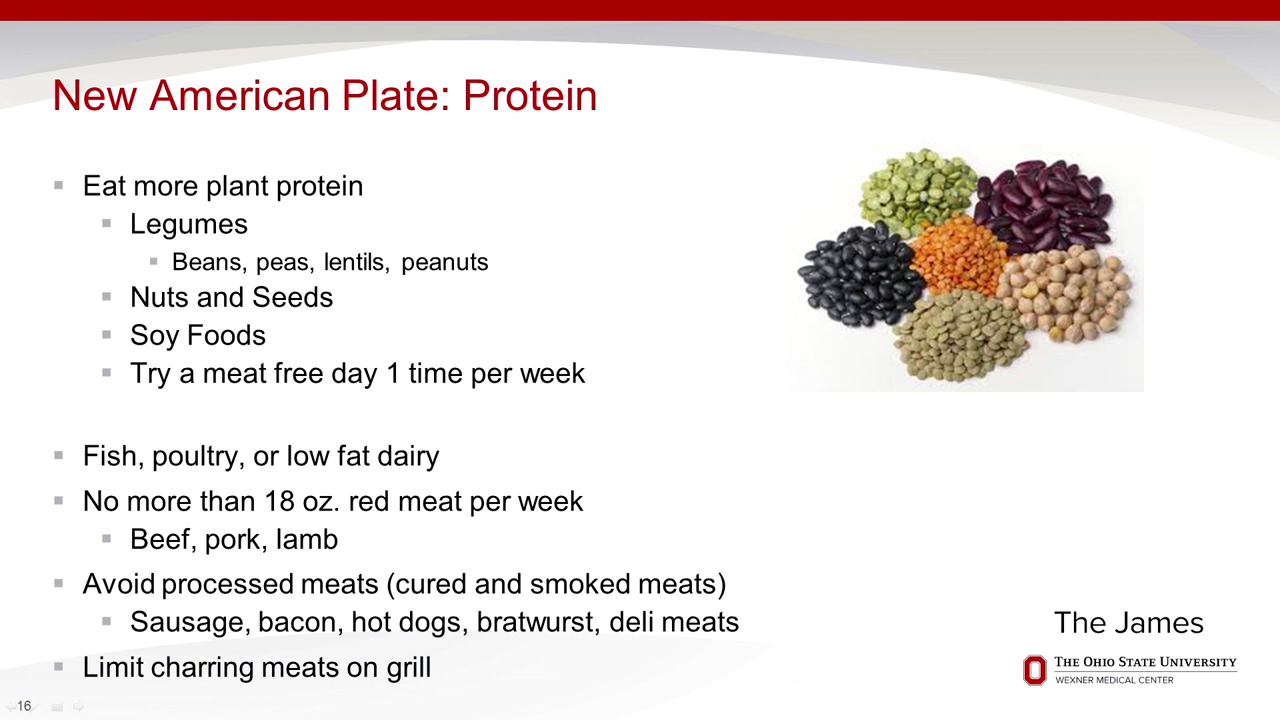 New American Plate: Protein
Eat more plant protein
Legumes
Beans, peas, lentils, peanuts
Nuts and Seeds
Soy Foods
Try a meat free day 1 time per week
Fish, poultry, or low fat dairy
No more than 18 oz. red meat per week
Beef, pork, lamb
Avoid processed meats (cured and smoked meats)
Sausage, bacon, hot dogs, bratwurst, deli meats
Limit charring meats on grill
The James
THE OHIO STATE UNIVERSITY
WEXNER MEDICAL CENTER
16